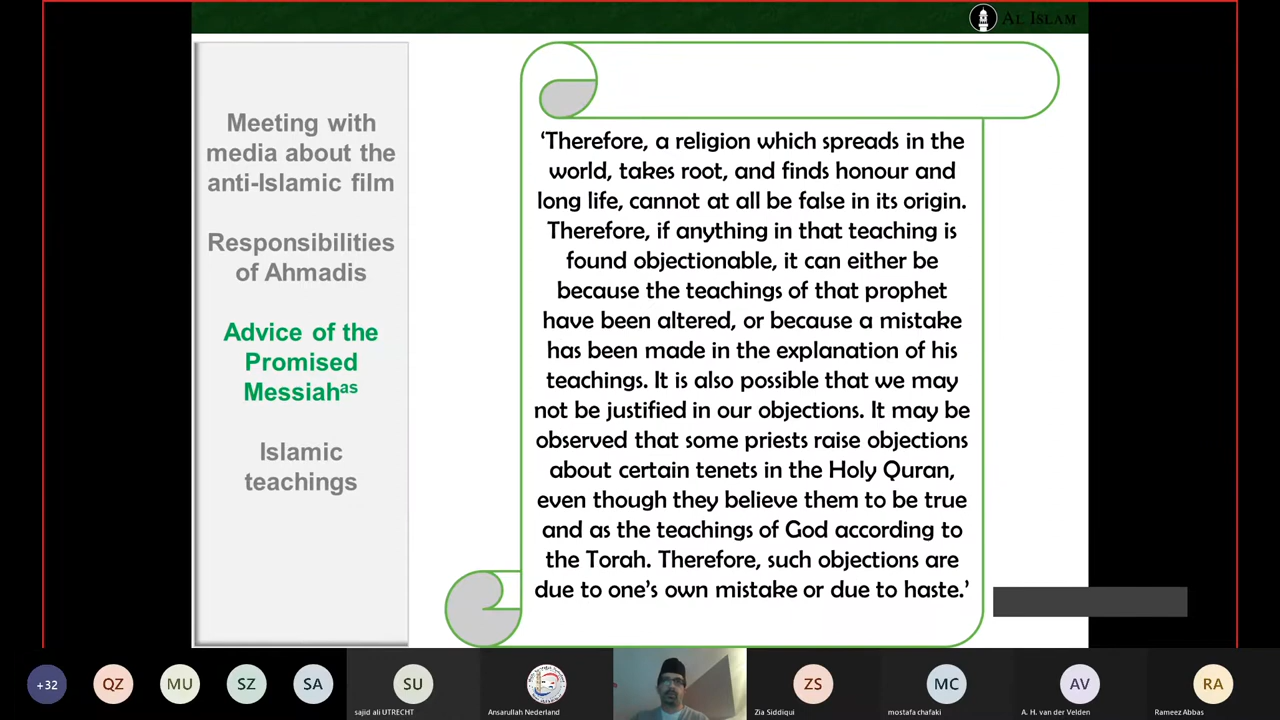 AL ISLAM
Meeting with
media about the
anti-Islamic film
Responsibilities
of Ahmadis
Advice of the
Promised
Messiahas
Islamic
teachings
‘Therefore, a religion which spreads in the
world, takes root, and finds honour and
long life, cannot at all be false in its origin.
Therefore, if anything in that teaching is
found objectionable, it can either be
because the teachings of that prophet
have been altered, or because a mistake
has been made in the explanation of his
teachings. It is also possible that we may
not be justified in our objections. It may be
observed that some priests raise objections
about certain tenets in the Holy Quran,
even though they believe them to be true
and as the teachings of God according to
the Torah. Therefore, such objections are
due to one’s own mistake or due to haste.’
+32
QZ
MU
SZ
SA
SU
ZS
MC
AV
RA
sajid ali UTRECHT
Ansarullah Nederland
Zia Siddiqui
mostafa chafaki
A. H. van der Velden
Rameez Abbas